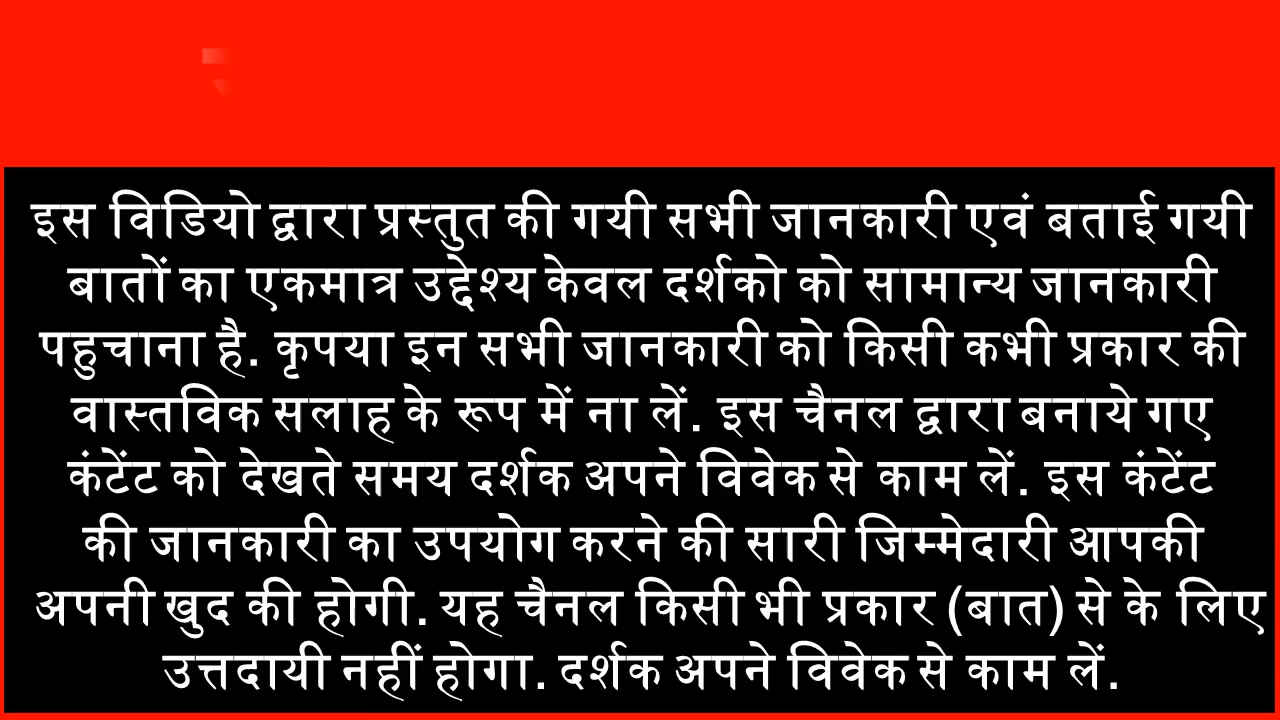 इस विडियो द्वारा प्रस्तुत की गयी सभी जानकारी एवं बताई गयी
बातों का एकमात्र उद्देश्य केवल दर्शको को सामान्य जानकारी
पहुचाना है. कृपया इन सभी जानकारी को किसी कभी प्रकार की
वास्तविक सलाह के रूप में ना लें. इस चैनल द्वारा बनाये गए
कंटेंट को देखते समय दर्शक अपने विवेक से काम लें. इस कंटेंट
की जानकारी का उपयोग करने की सारी जिम्मेदारी आपकी
अपनी खुद की होगी. यह चैनल किसी भी प्रकार (बात) से के लिए
उत्तदायी नहीं होगा. दर्शक अपने विवेक से काम लें.